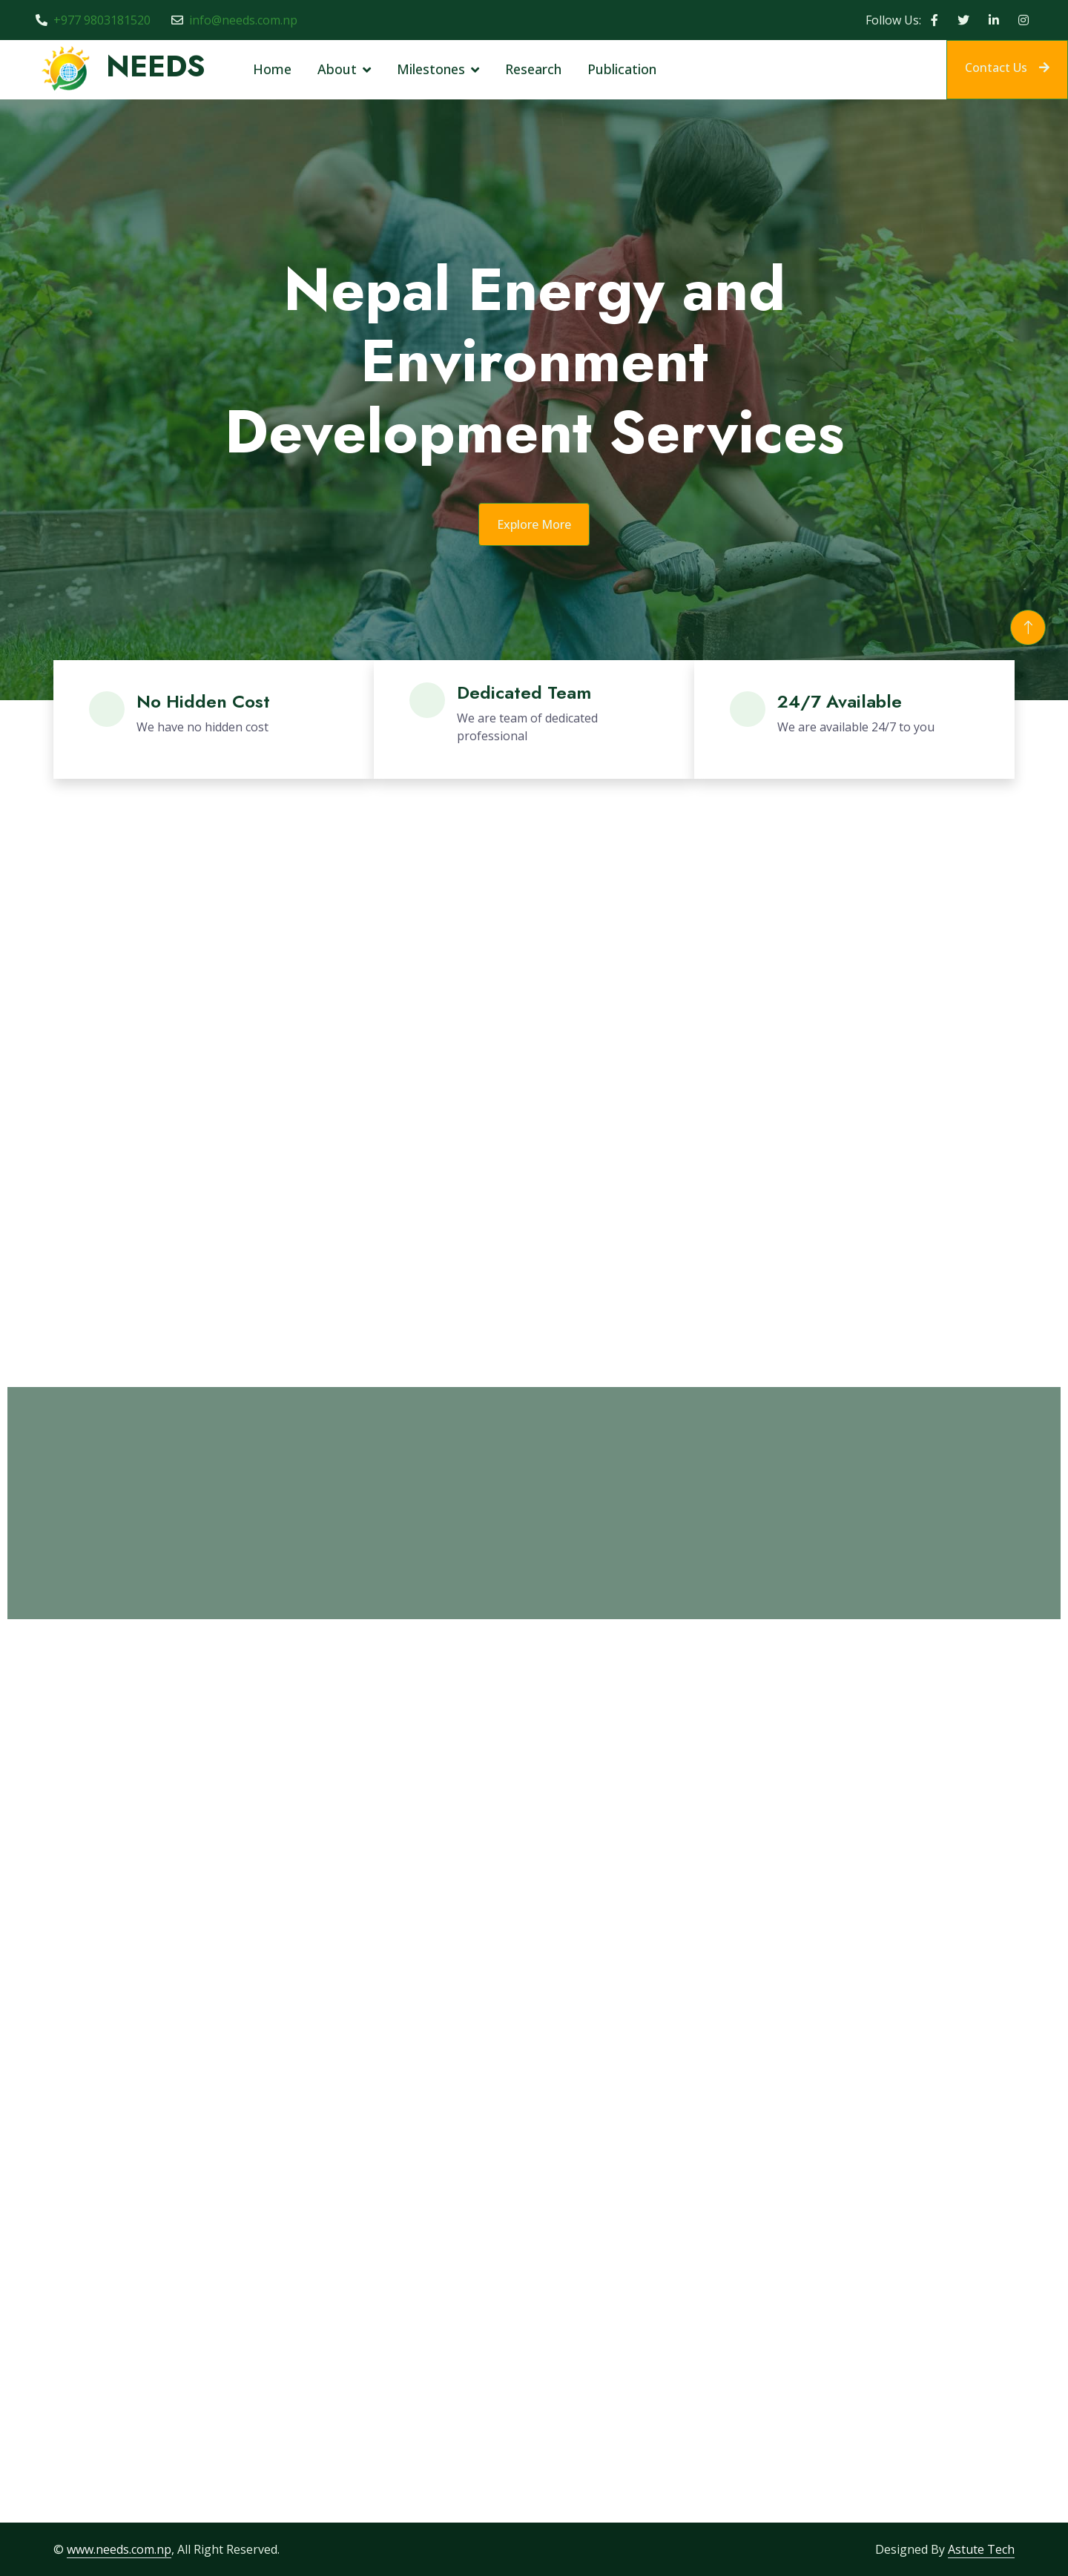 +977 9803181520 info@needs.com.np Follow Us:
NEEDS Home About Milestones Research Publication Contact Us
Nepal Energy and
Environment
Development Services
Explore More
No Hidden Cost
We have no hidden cost
Dedicated Team
We are team of dedicated
professional
24/7 Available
We are available 24/7 to you
© www.needs.com.np, All Right Reserved. Designed By Astute Tech